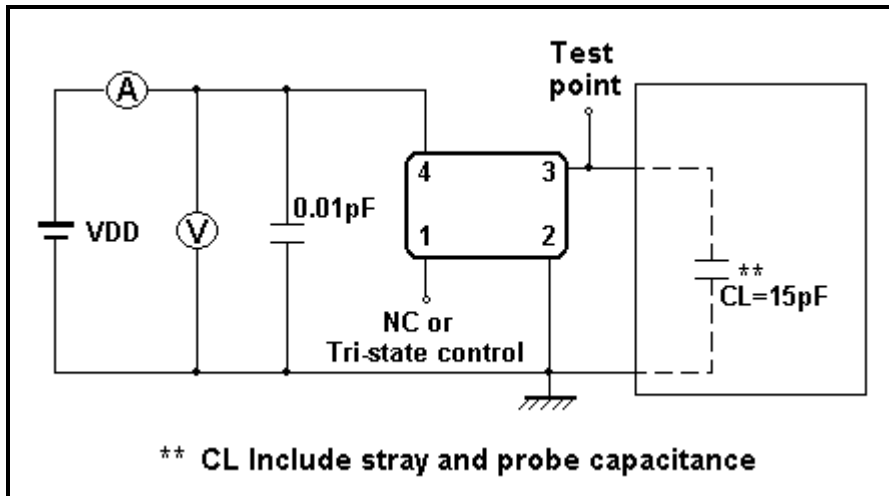 Test
point
A
4
3
0.01pF
VDD
V
1
2
**
CL=15pF
NC or
Tri-state control
** CL Include stray and probe capacitance